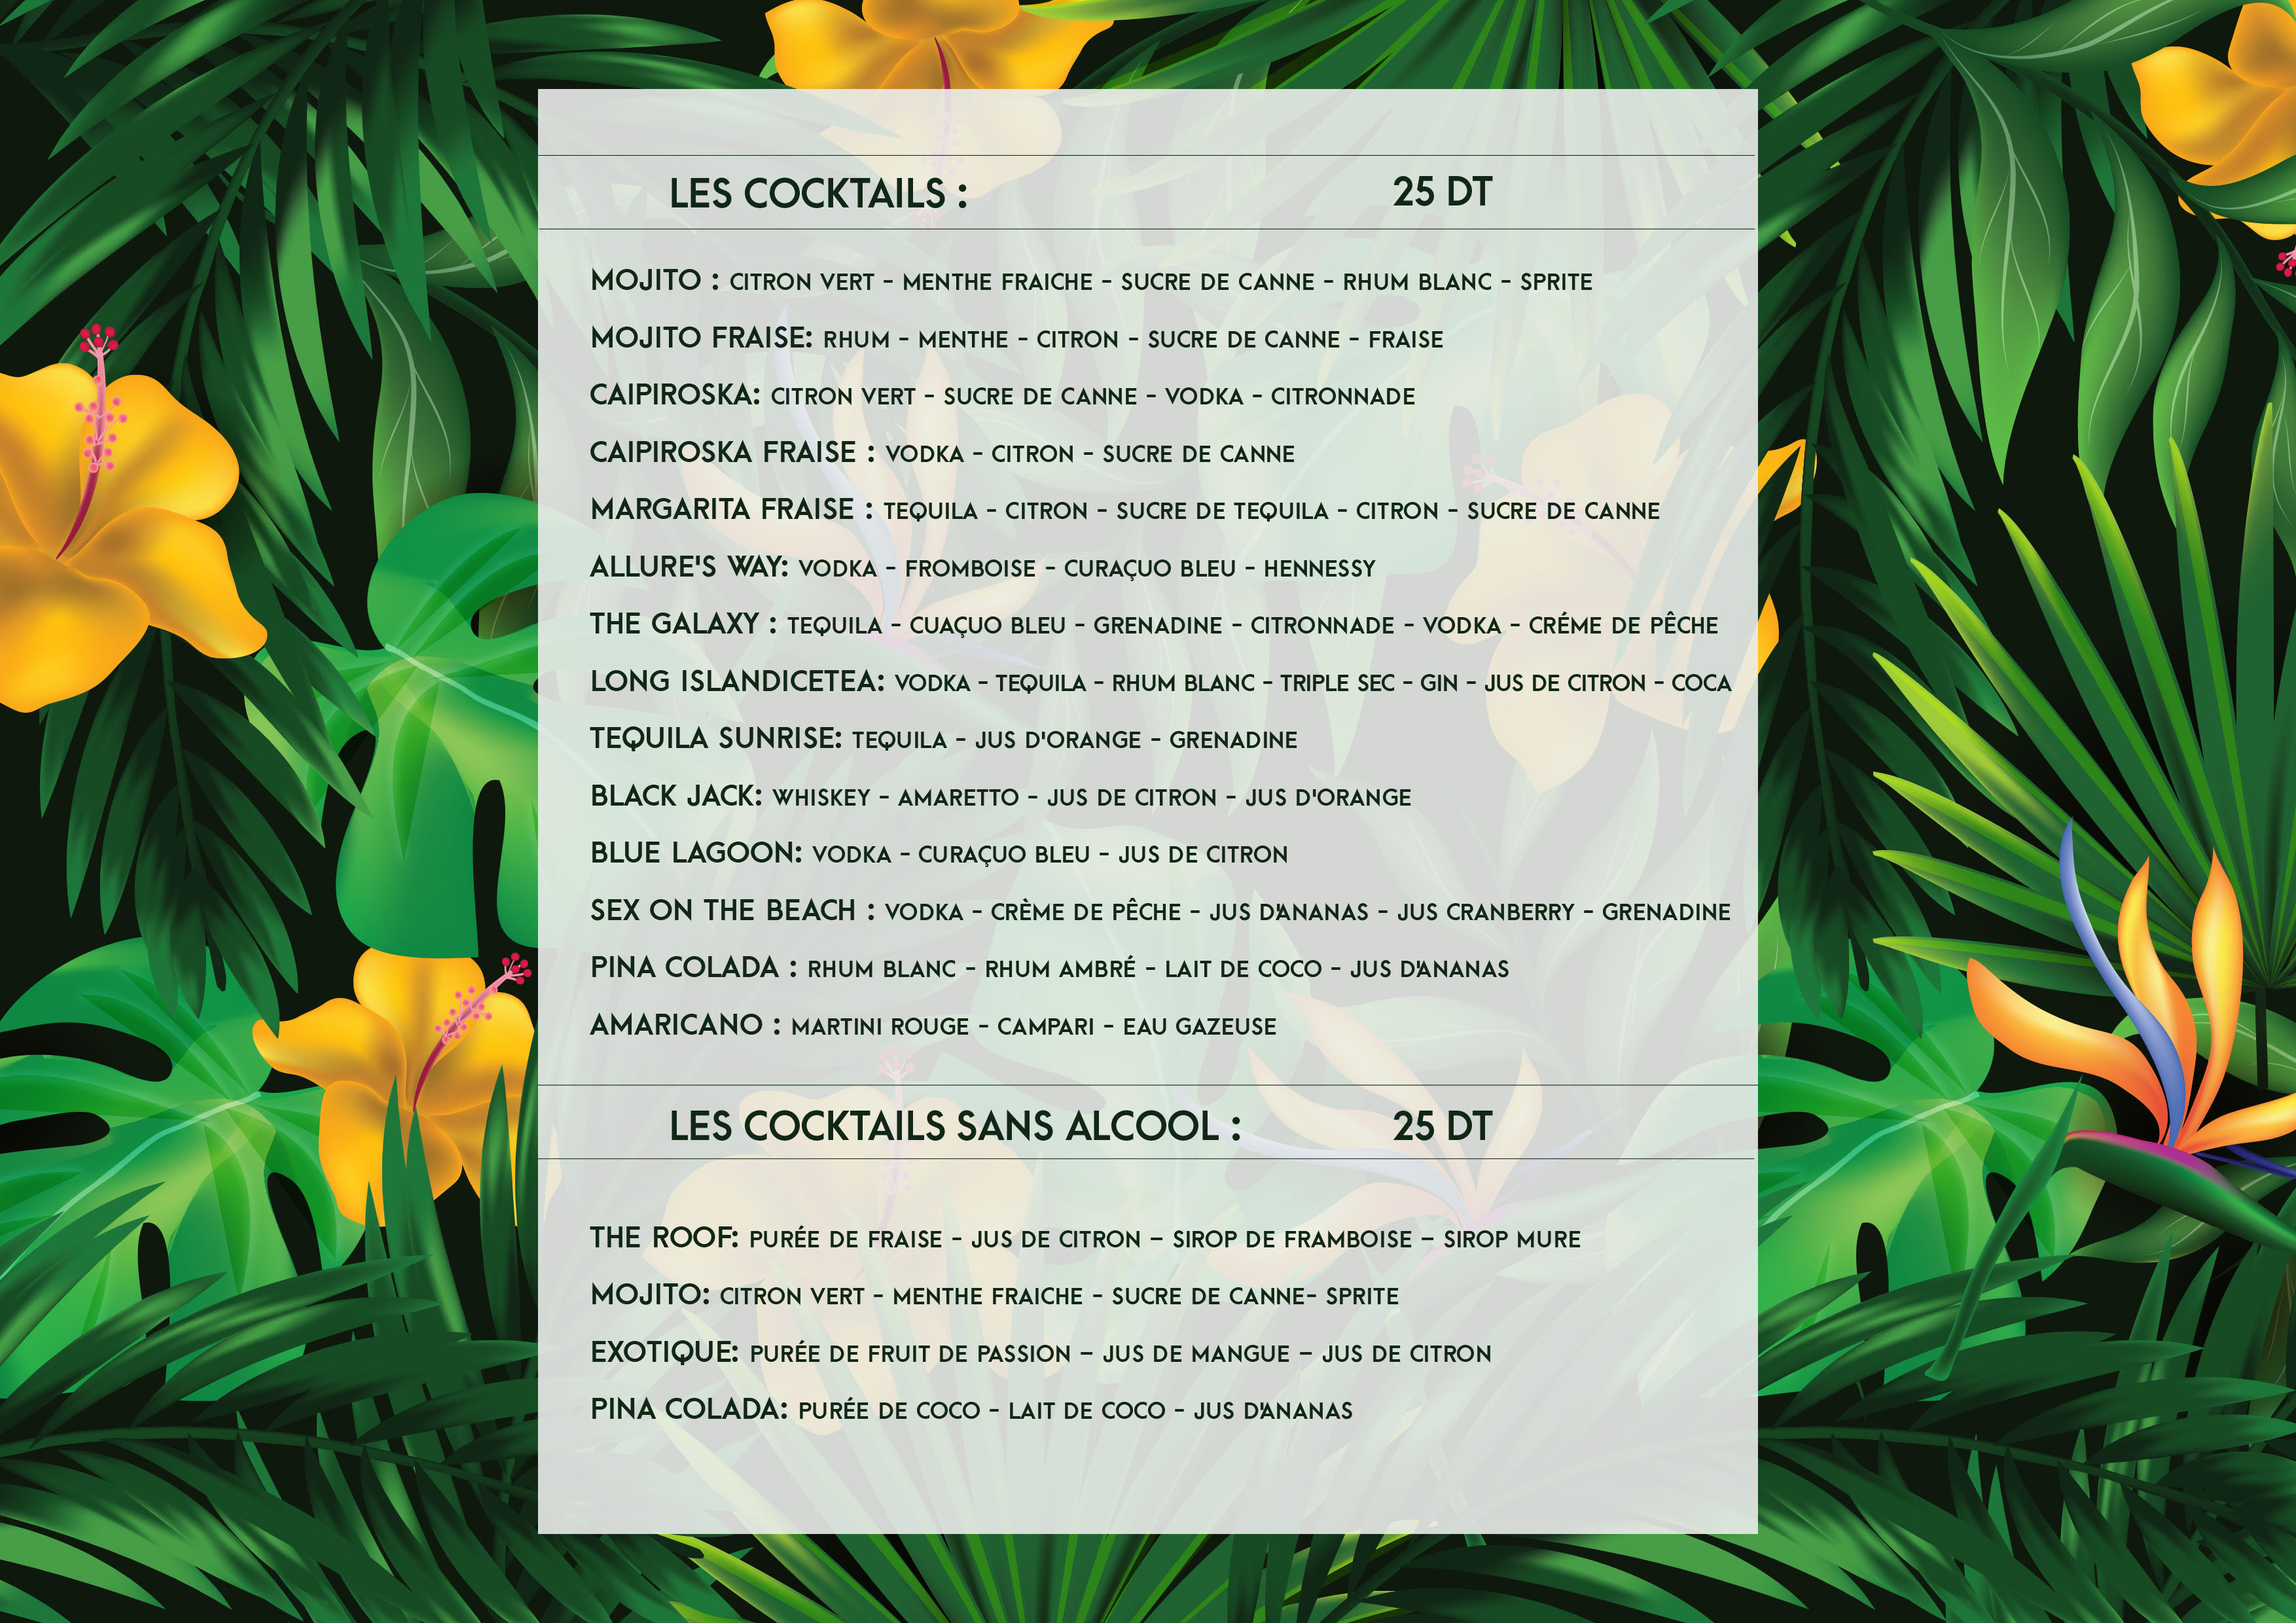 LES COCKTAILS : 25 DT
MOJITO : CITRON VERT - MENTHE FRAICHE - SUCRE DE CANNE - RHUM BLANC - SPRITE
MOJITO FRAISE: RHUM - MENTHE - CITRON - SUCRE DE CANNE - FRAISE
CAIPIROSKA: CITRON VERT - SUCRE DE CANNE - VODKA - CITRONNADE
CAIPIROSKA FRAISE : VODKA - CITRON - SUCRE DE CANNE
MARGARITA FRAISE : TEQUILA - CITRON - SUCRE DE TEQUILA - CITRON - SUCRE DE CANNE
ALLURE'S WAY: VODKA - FROMBOISE - CURAÇUO BLEU - HENNESSY
THE GALAXY : TEQUILA - CUAÇUO BLEU - GRENADINE - CITRONNADE - VODKA - CRÉME DE PÊCHE
LONG ISLANDICETEA: VODKA - TEQUILA - RHUM BLANC - TRIPLE SEC - GIN - JUS DE CITRON - COCA
TEQUILA SUNRISE: TEQUILA - JUS D'ORANGE - GRENADINE
BLACK JACK: WHISKEY - AMARETTO - JUS DE CITRON - JUS D'ORANGE
BLUE LAGOON: VODKA - CURAÇUO BLEU - JUS DE CITRON
SEX ON THE BEACH : VODKA - CRÈME DE PÊCHE - JUS D'ANANAS - JUS CRANBERRY - GRENADINE
PINA COLADA : RHUM BLANC - RHUM AMBRÉ - LAIT DE COCO - JUS D'ANANAS
AMARICANO : MARTINI ROUGE - CAMPARI - EAU GAZEUSE
LES COCKTAILS SANS ALCOOL : 25 DT
THE ROOF: PURÉE DE FRAISE - JUS DE CITRON – SIROP DE FRAMBOISE – SIROP MURE
MOJITO: CITRON VERT - MENTHE FRAICHE - SUCRE DE CANNE- SPRITE
EXOTIQUE: PURÉE DE FRUIT DE PASSION – JUS DE MANGUE – JUS DE CITRON
PINA COLADA: PURÉE DE COCO - LAIT DE COCO - JUS D'ANANAS